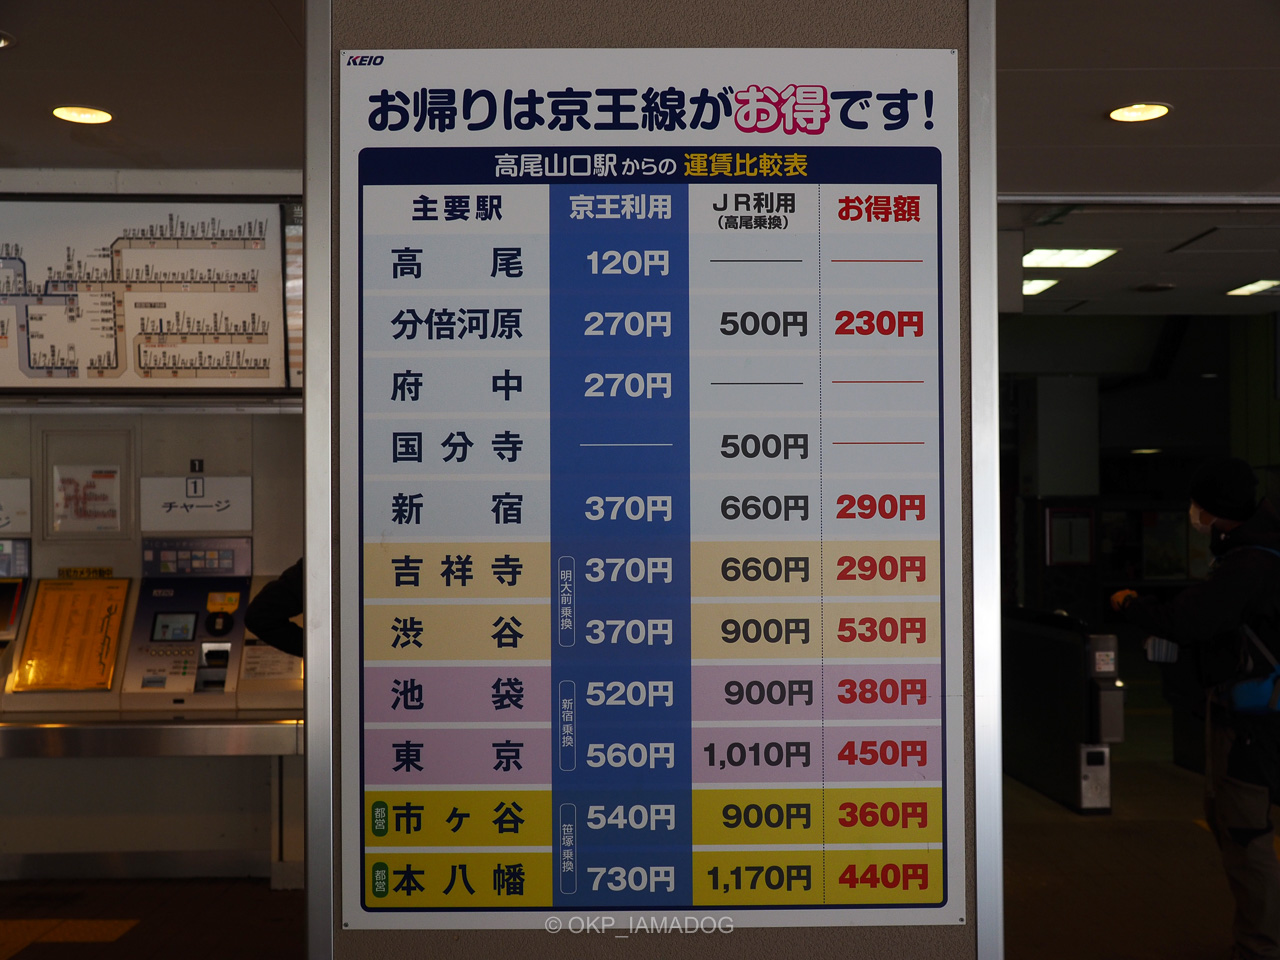 KEIO
お帰りは京王線がお得です!
高尾山口駅からの 運賃比較表
主要駅 京王利用 JR利用 (高尾乗換) お得額
高尾 120円 — —
分倍河原 270円 500円 230円
府中 270円 — —
国分寺 — 500円 —
新宿 370円 660円 290円
吉祥寺 明大前乗換 370円 660円 290円
渋谷 370円 900円 530円
池袋 新宿乗換 520円 900円 380円
東京 560円 1,010円 450円
都営 市ヶ谷 笹塚乗換 540円 900円 360円
都営 本八幡 730円 1,170円 440円
1
1
チャージ
© OKP_IAMADOG